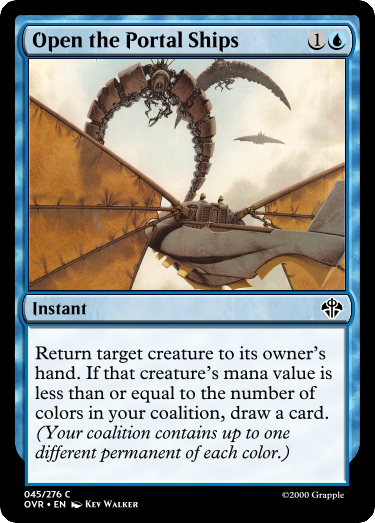 Open the Portal Ships 1
Instant
Return target creature to its owner's
hand. If that creature's mana value is
less than or equal to the number of
colors in your coalition, draw a card.
(Your coalition contains up to one
different permanent of each color.)
045/276 C
OVR • EN Key Walker
©2000 Grapple